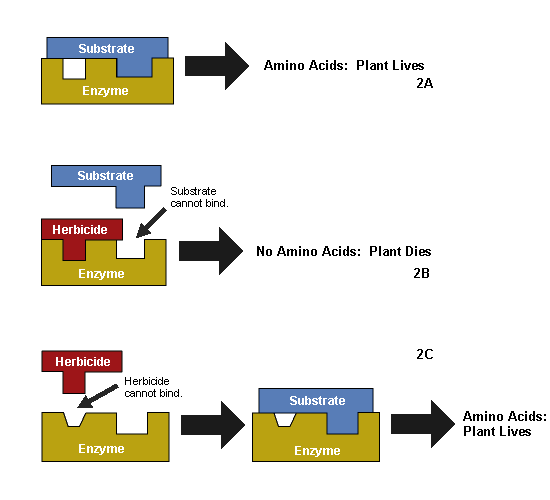 Substrate
Enzyme
Amino Acids: Plant Lives
2A
Substrate
Substrate
cannot bind.
Herbicide
Enzyme
No Amino Acids: Plant Dies
2B
2C
Herbicide
Herbicide
cannot bind.
Enzyme
Substrate
Enzyme
Amino Acids:
Plant Lives